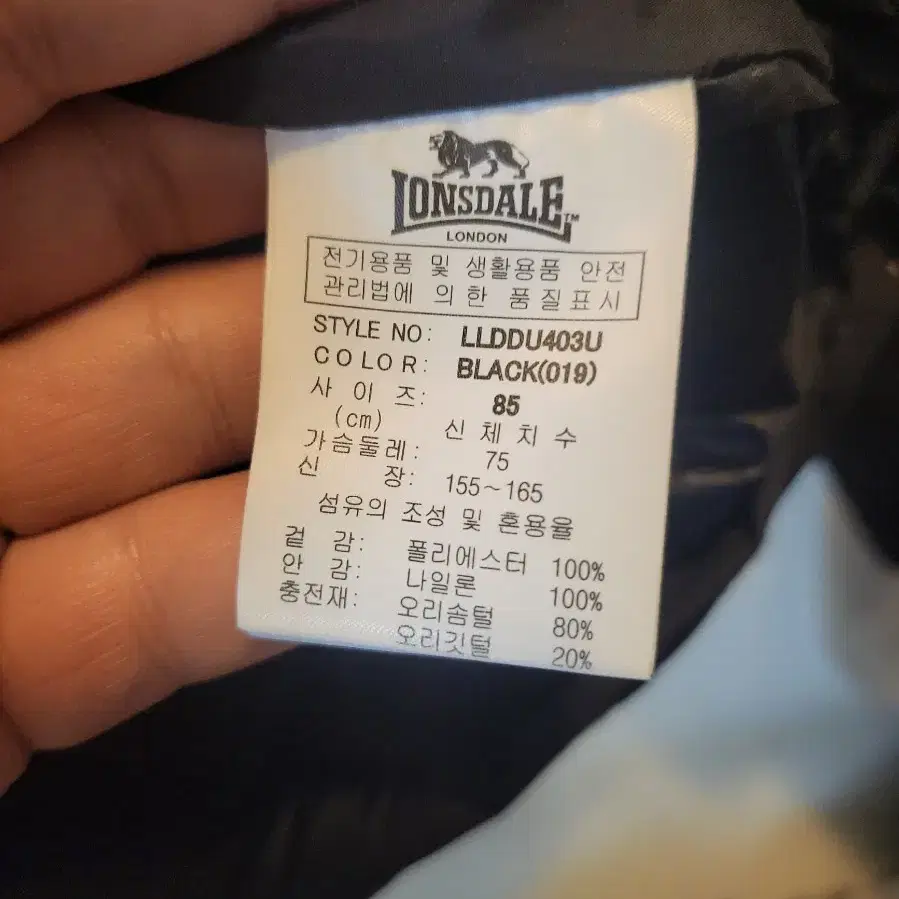 LONSDALE™
LONDON
전기용품 및 생활용품 안전
관리법에 의한 품질표시
STYLE NO: LLDDU403U
COLOR: BLACK(019)
사 이 즈: 85
(cm) 신 체 치 수
가슴둘레: 75
신 장: 155~165
섬유의 조성 및 혼용율
겉 감: 폴리에스터 100%
안 감: 나일론 100%
충전재: 오리솜털 80%
오리깃털 20%